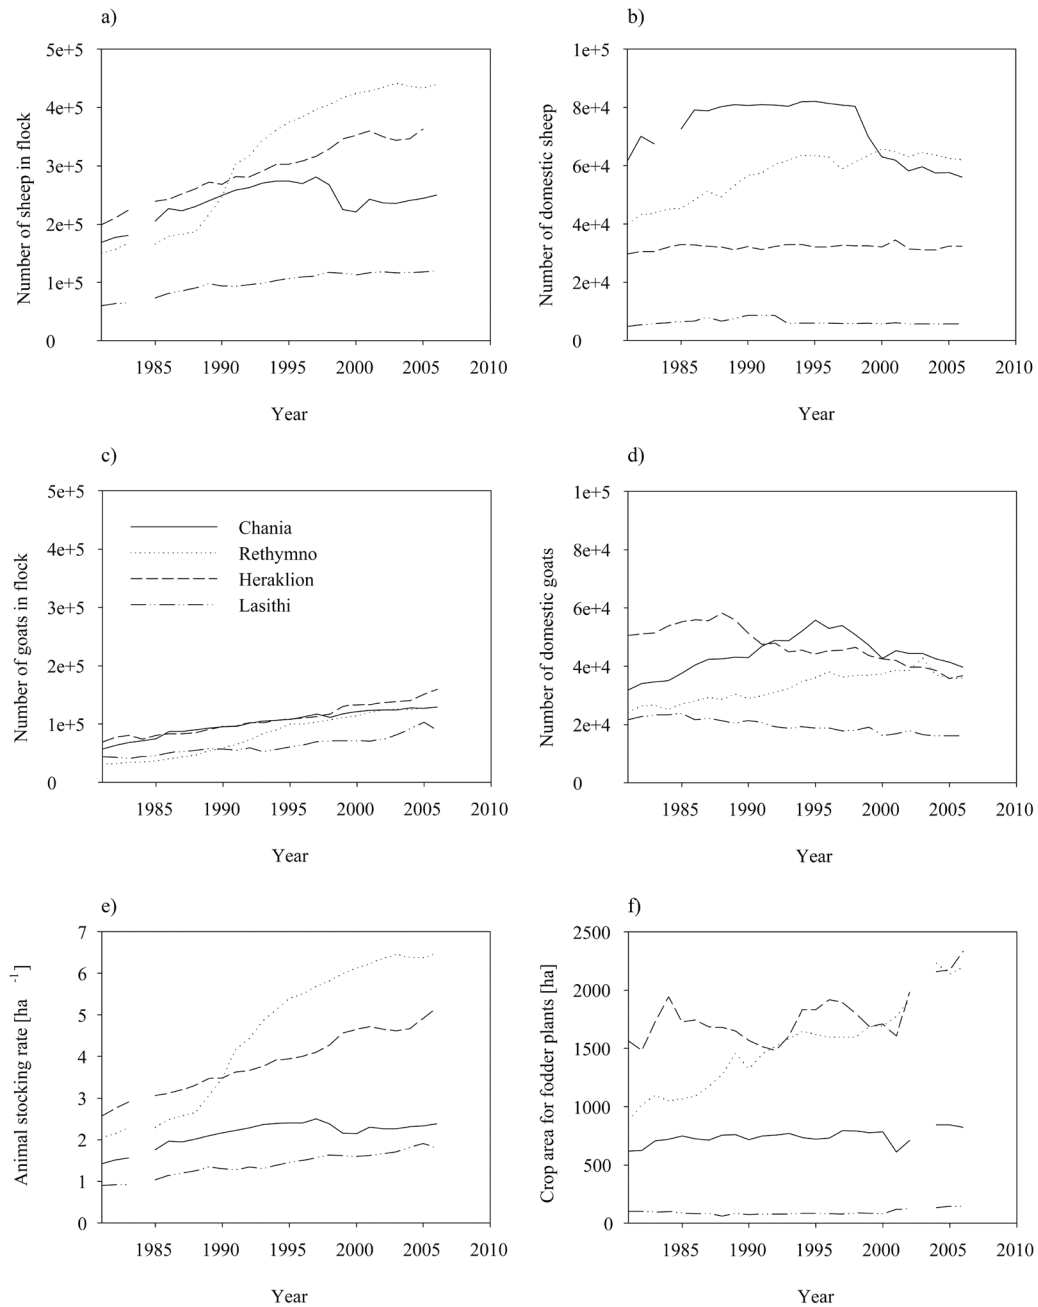 a)
5e+5
4e+5
3e+5
2e+5
1e+5
0
Number of sheep in flock
1985 1990 1995 2000 2005 2010
Year
b)
1e+5
8e+4
6e+4
4e+4
2e+4
0
Number of domestic sheep
1985 1990 1995 2000 2005 2010
Year
c)
5e+5
4e+5
3e+5
2e+5
1e+5
0
Number of goats in flock
Chania
Rethymno
Heraklion
Lasithi
1985 1990 1995 2000 2005 2010
Year
d)
1e+5
8e+4
6e+4
4e+4
2e+4
0
Number of domestic goats
1985 1990 1995 2000 2005 2010
Year
e)
7
6
5
4
3
2
1
0
Animal stocking rate [ha -1]
1985 1990 1995 2000 2005 2010
Year
f)
2500
2000
1500
1000
500
0
Crop area for fodder plants [ha]
1985 1990 1995 2000 2005 2010
Year